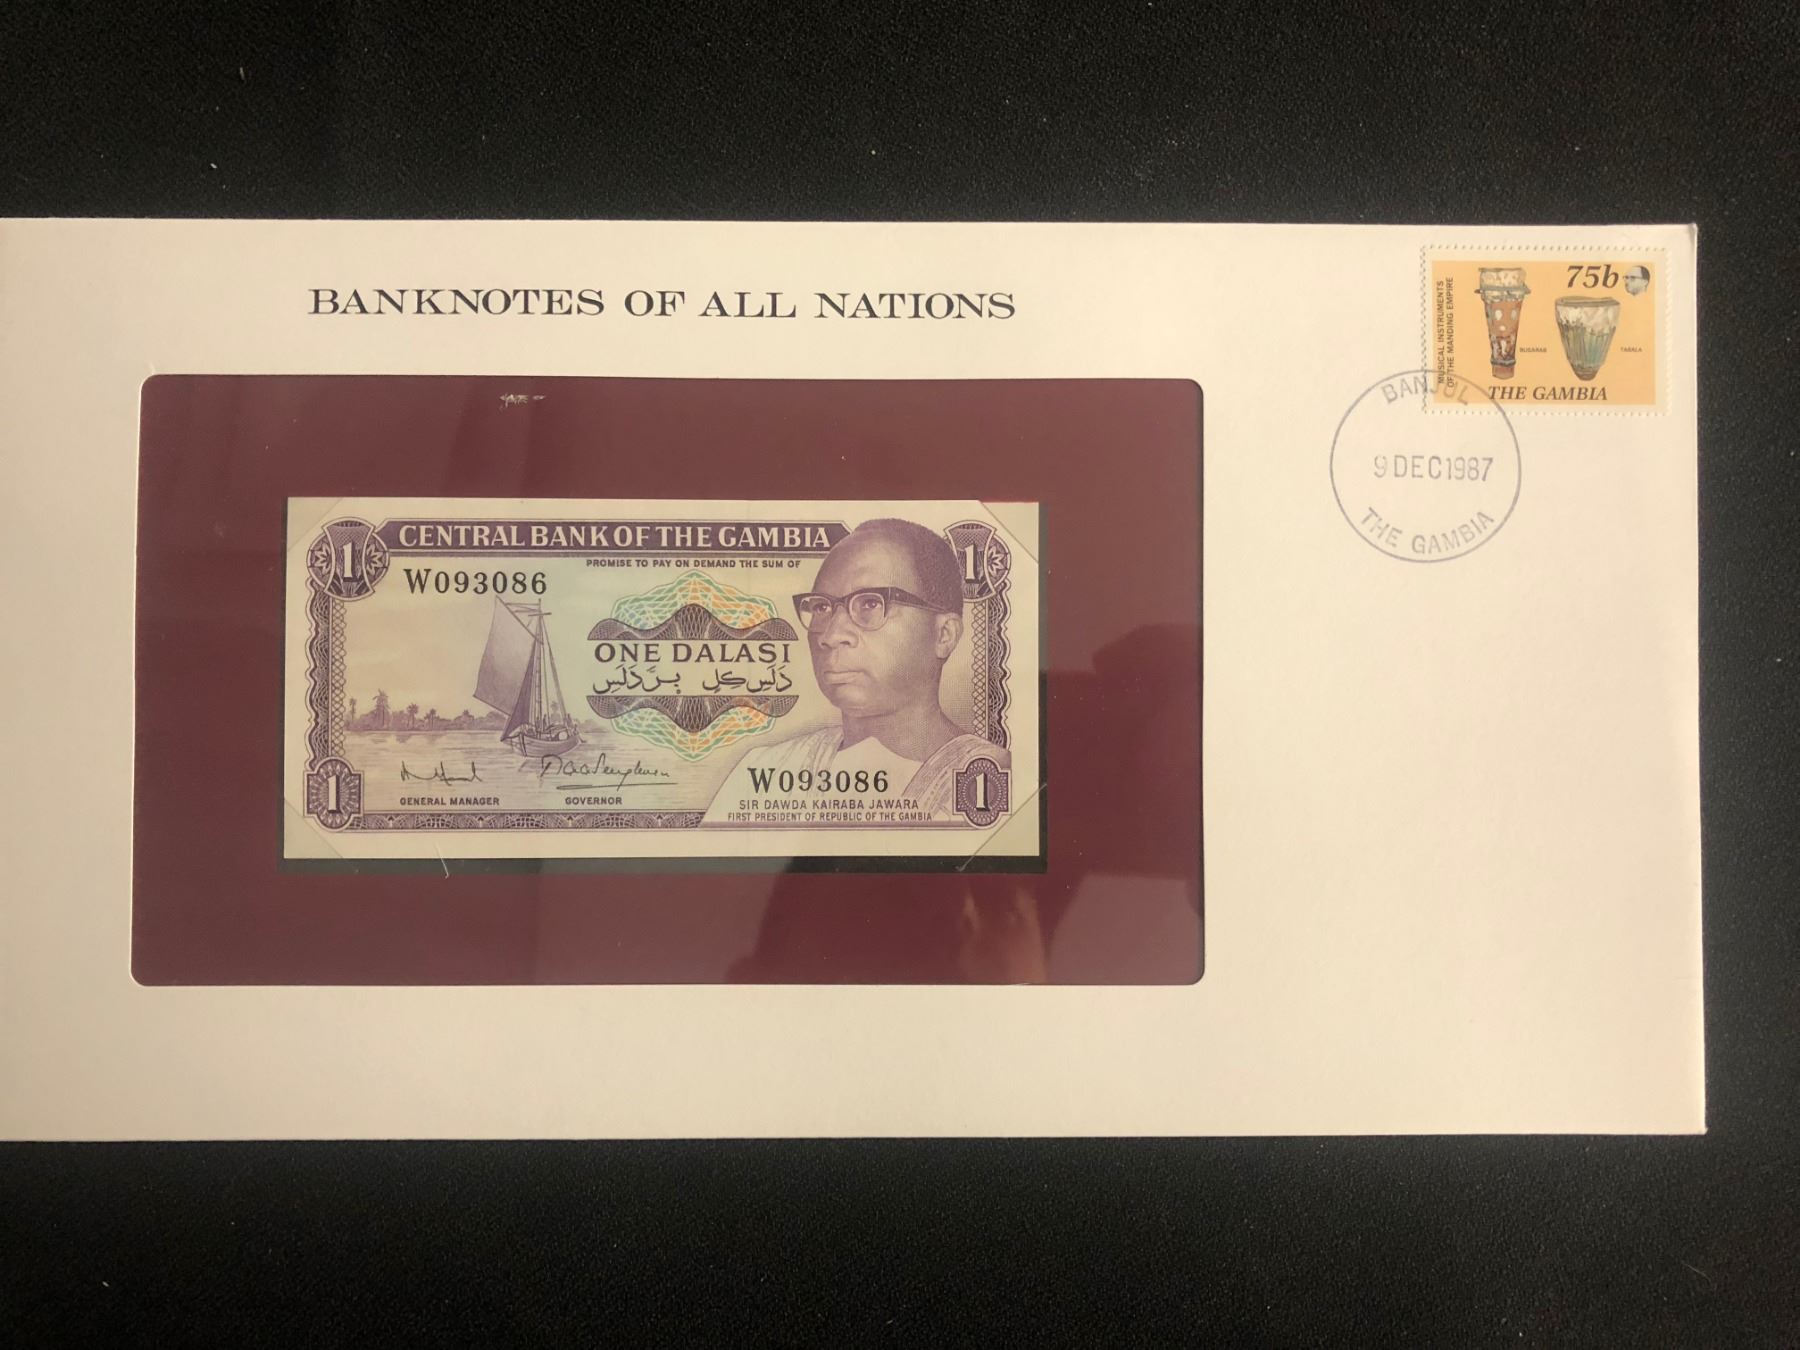 BANKNOTES OF ALL NATIONS
75b
MUSICAL INSTRUMENTS
OF THE MANDING EMPIRE
TABALA
THE GAMBIA
BANJUL
9 DEC 1987
THE GAMBIA
1
CENTRAL BANK OF THE GAMBIA
1
PROMISE TO PAY ON DEMAND THE SUM OF
W093086
ONE DALASI
W093086
GENERAL MANAGER
GOVERNOR
SIR DAWDA KAIRABA JAWARA
FIRST PRESIDENT OF REPUBLIC OF THE GAMBIA
1
1